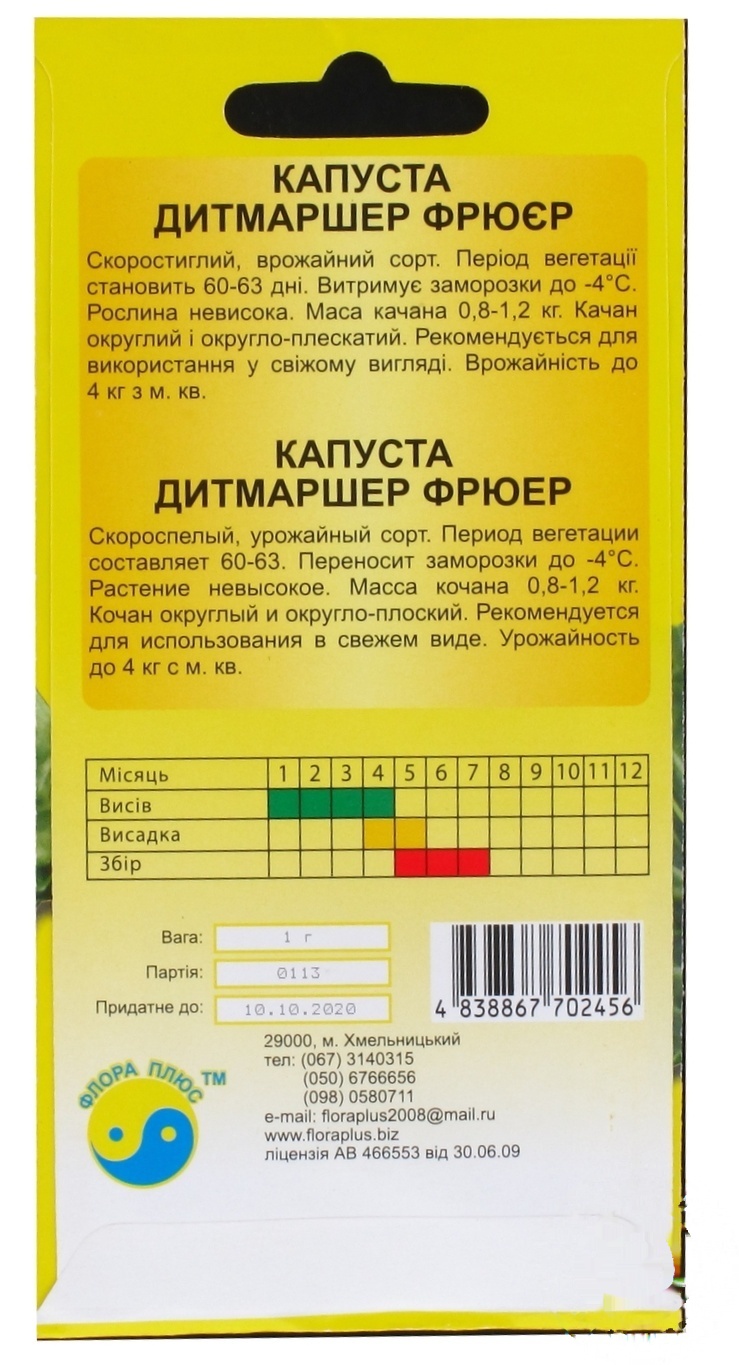 КАПУСТА
ДИТМАРШЕР ФРЮЄР
Скоростиглий, врожайний сорт. Період вегетації
становить 60-63 дні. Витримує заморозки до -4°С.
Рослина невисока. Маса качана 0,8-1,2 кг. Качан
округлий і округло-плескатий. Рекомендується для
використання у свіжому вигляді. Врожайність до
4 кг з м. кв.
КАПУСТА
ДИТМАРШЕР ФРЮЕР
Скороспелый, урожайный сорт. Период вегетации
составляет 60-63. Переносит заморозки до -4°С.
Растение невысокое. Масса кочана 0,8-1,2 кг.
Кочан округлый и округло-плоский. Рекомендуется
для использования в свежем виде. Урожайность
до 4 кг с м. кв.
Місяць 1 2 3 4 5 6 7 8 9 10 11 12
Висів
Висадка
Збір
Вага: 1 г
Партія: 0113
Придатне до: 10.10.2020
4 838867 702456
29000, м. Хмельницький
тел: (067) 3140315
(050) 6766656
(098) 0580711
e-mail: floraplus2008@mail.ru
www.floraplus.biz
ліцензія АВ 466553 від 30.06.09
ФЛОРА ПЛЮС ТМ